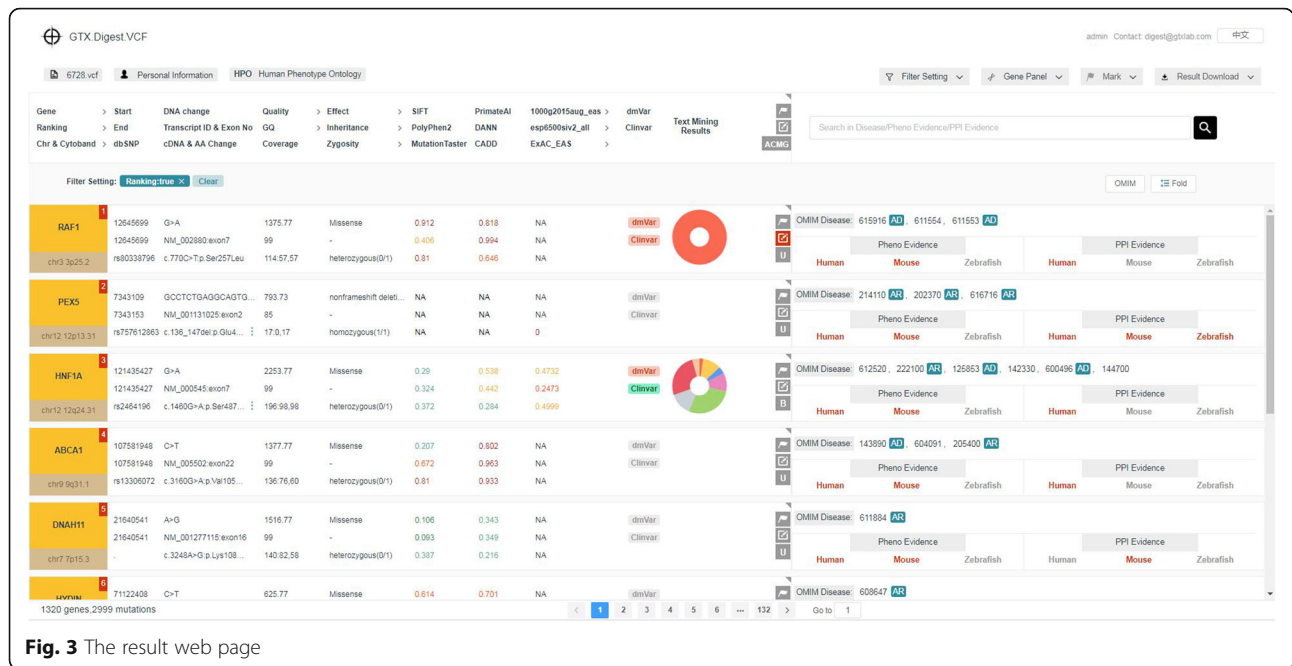 GTX.Digest.VCF
admin Contact: digest@gtxlab.com 中文
6728.vcf Personal Information HPO Human Phenotype Ontology Filter Setting Gene Panel Mark Result Download
Gene > Start DNA change Quality > Effect > SIFT PrimateAI 1000g2015aug_eas > dmVar
Ranking > End Transcript ID & Exon No GQ > Inheritance > PolyPhen2 DANN esp6500siv2_all > Clinvar Text Mining Results Search in Disease/Pheno Evidence/PPI Evidence
Chr & Cytoband > dbSNP cDNA & AA Change Coverage Zygosity > MutationTaster CADD ExAC_EAS > ACMG
Filter Setting: Ranking:true × Clear OMIM Fold
RAF1 1 12645699 G>A 1375.77 Missense 0.912 0.818 NA dmVar OMIM Disease: 615916 AD , 611554 , 611553 AD
12645699 NM_002880:exon7 99 - 0.406 0.994 NA Clinvar Pheno Evidence PPI Evidence
chr3 3p25.2 rs80338796 c.770C>T:p.Ser257Leu 114:57,57 heterozygous(0/1) 0.81 0.646 NA U Human Mouse Zebrafish Human Mouse Zebrafish
PEX5 2 7343109 GCCTCTGAGGCAGTG... 793.73 nonframeshift deleti... NA NA NA dmVar OMIM Disease: 214110 AR , 202370 AR , 616716 AR
7343153 NM_001131025:exon2 85 - NA NA NA Clinvar Pheno Evidence PPI Evidence
chr12 12p13.31 rs757612863 c.136_147del:p.Glu4... 17:0,17 homozygous(1/1) NA NA 0 U Human Mouse Zebrafish Human Mouse Zebrafish
HNF1A 3 121435427 G>A 2253.77 Missense 0.29 0.538 0.4732 dmVar OMIM Disease: 612520 , 222100 AR , 125853 AD , 142330 , 600496 AD , 144700
121435427 NM_000545:exon7 99 - 0.324 0.442 0.2473 Clinvar Pheno Evidence PPI Evidence
chr12 12q24.31 rs2464196 c.1460G>A:p.Ser487... 196:98,98 heterozygous(0/1) 0.372 0.284 0.4999 B Human Mouse Zebrafish Human Mouse Zebrafish
ABCA1 4 107581948 C>T 1377.77 Missense 0.207 0.802 NA dmVar OMIM Disease: 143890 AD , 604091 , 205400 AR
107581948 NM_005502:exon22 99 - 0.672 0.963 NA Clinvar Pheno Evidence PPI Evidence
chr9 9q31.1 rs13306072 c.3160G>A:p.Val105... 136:76,60 heterozygous(0/1) 0.81 0.933 NA U Human Mouse Zebrafish Human Mouse Zebrafish
DNAH11 5 21640541 A>G 1516.77 Missense 0.106 0.343 NA dmVar OMIM Disease: 611884 AR
21640541 NM_001277115:exon16 99 - 0.093 0.349 NA Clinvar Pheno Evidence PPI Evidence
chr7 7p15.3 - c.3248A>G:p.Lys108... 140:82,58 heterozygous(0/1) 0.387 0.216 NA U Human Mouse Zebrafish Human Mouse Zebrafish
HYDIN 6 71122408 C>T 625.77 Missense 0.614 0.701 NA dmVar OMIM Disease: 608647 AR
1320 genes,2999 mutations < 1 2 3 4 5 6 ... 132 > Go to 1
Fig. 3 The result web page